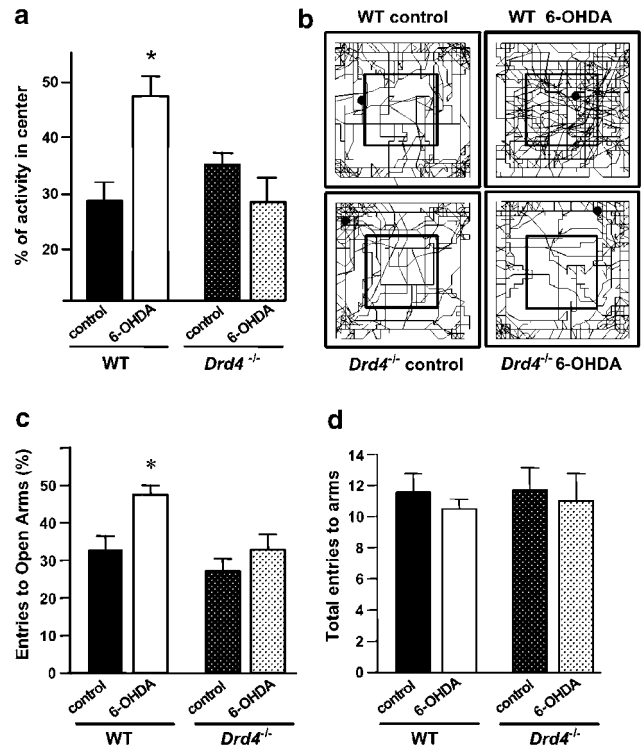 a
% of activity in center
50
40
30
20
*
control
6-OHDA
control
6-OHDA
WT
Drd4 -/-
b
WT control
WT 6-OHDA
Drd4-/- control
Drd4-/- 6-OHDA
c
Entries to Open Arms (%)
50
40
30
20
10
0
*
control
6-OHDA
control
6-OHDA
WT
Drd4-/-
d
Total entries to arms
14
12
10
8
6
4
2
0
control
6-OHDA
control
6-OHDA
WT
Drd4-/-